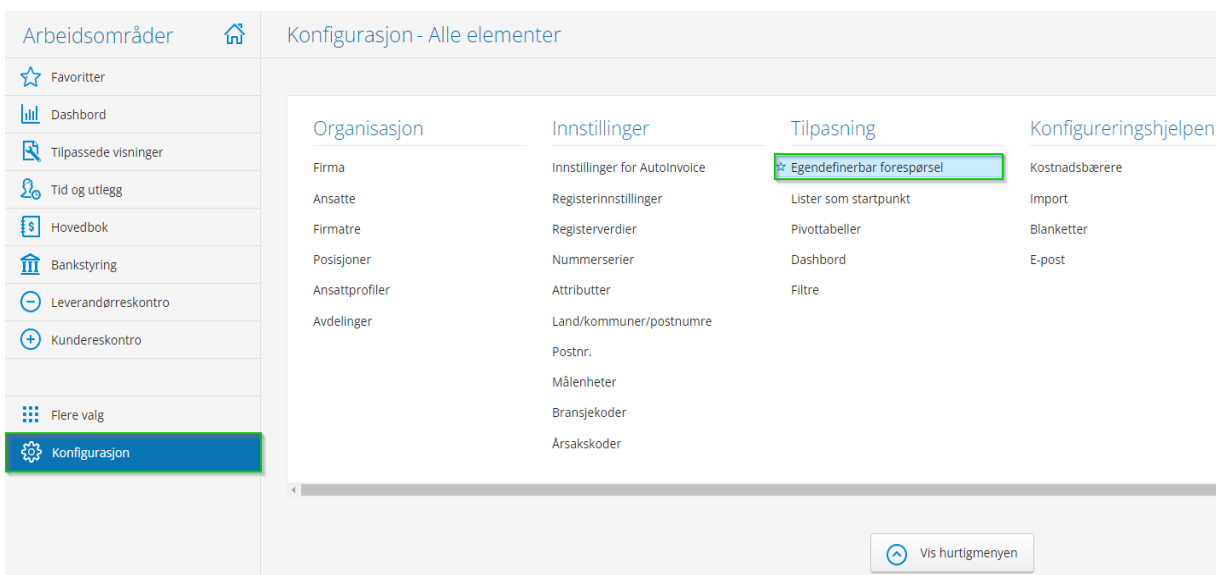 Arbeidsområder
Favoritter
Dashbord
Tilpassede visninger
Tid og utlegg
Hovedbok
Bankstyring
Leverandørreskontro
Kundereskontro
Flere valg
Konfigurasjon
Konfigurasjon - Alle elementer
Organisasjon
Firma
Ansatte
Firmatre
Posisjoner
Ansattprofiler
Avdelinger
Innstillinger
Innstillinger for AutoInvoice
Registerinnstillinger
Registerverdier
Nummerserier
Attributter
Land/kommuner/postnumre
Postnr.
Målenheter
Bransjekoder
Årsakskoder
Tilpasning
Egendefinerbar forespørsel
Lister som startpunkt
Pivottabeller
Dashbord
Filtre
Konfigureringshjelpen
Kostnadsbærere
Import
Blanketter
E-post
Vis hurtigmenyen